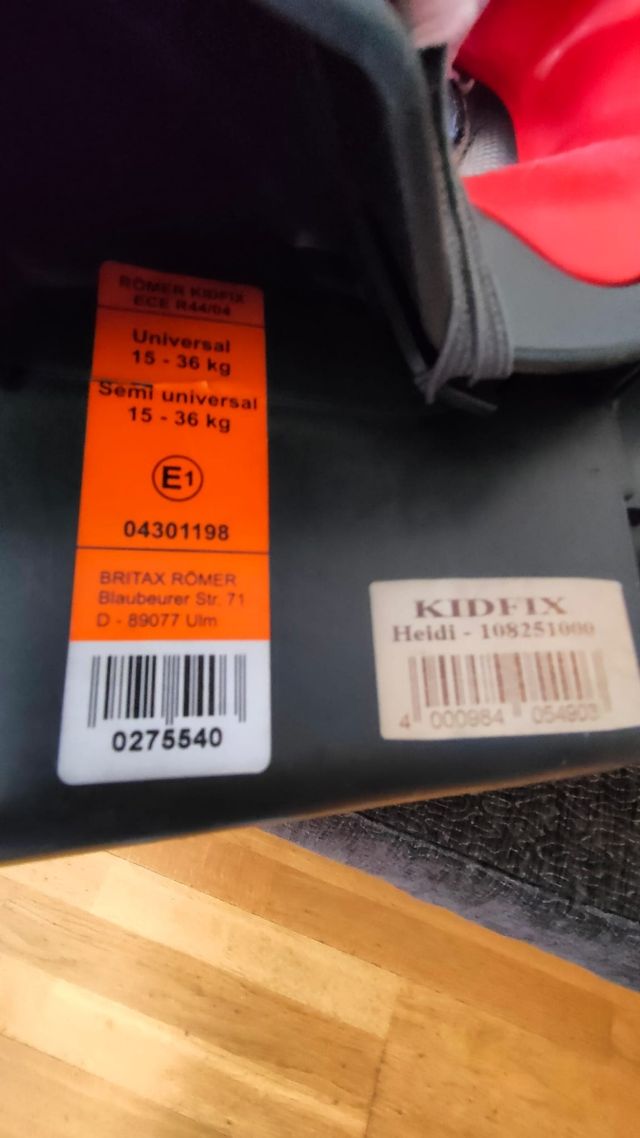 RÖMER KIDFIX
ECE R44/04
Universal
15 - 36 kg
Semi universal
15 - 36 kg
E1
04301198
BRITAX RÖMER
Blaubeurer Str. 71
D - 89077 Ulm
0275540
KIDFIX
Heidi - 108251000
4 000984 054903